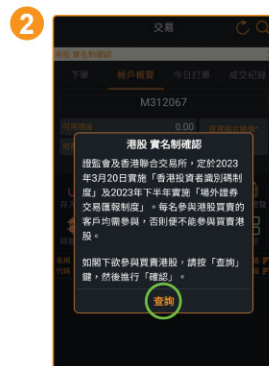 2
交易
港股 實名制確認
下單 帳戶概覽 今日訂單 成交紀錄
M312067
可用現金 0.00
港股 實名制確認
證監會及香港聯合交易所，定於2023
年3月20日實施「香港投資者識別碼制
度」及2023年下半年實施「場外證券
交易匯報制度」。每名參與港股買賣的
客戶均需參與，否則便不能參與買賣港
股。
如閣下欲參與買賣港股，請按「查詢」
鍵，然後進行「確認」。
查詢